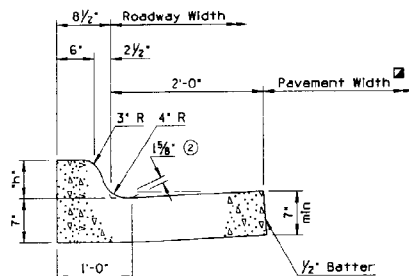 8½" Roadway Width
6" 2½"
2'-0" Pavement Width
3" R 4" R
1⅝" ②
"h"
7" 7" min
½" Batter
1'-0"